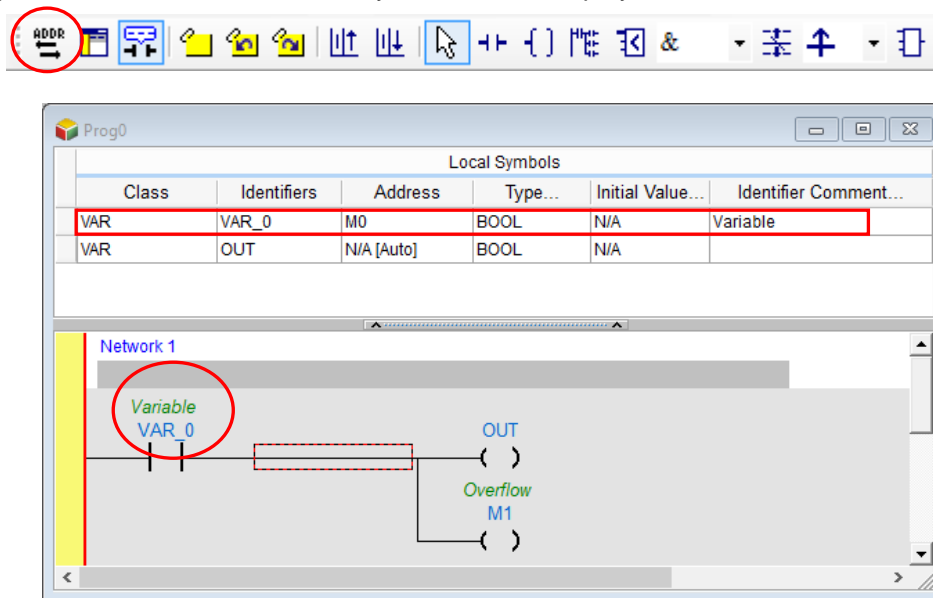 ADDR
&
Prog0
Local Symbols
Class Identifiers Address Type... Initial Value... Identifier Comment...
VAR VAR_0 M0 BOOL N/A Variable
VAR OUT N/A [Auto] BOOL N/A
Network 1
Variable
VAR_0 OUT
Overflow
M1